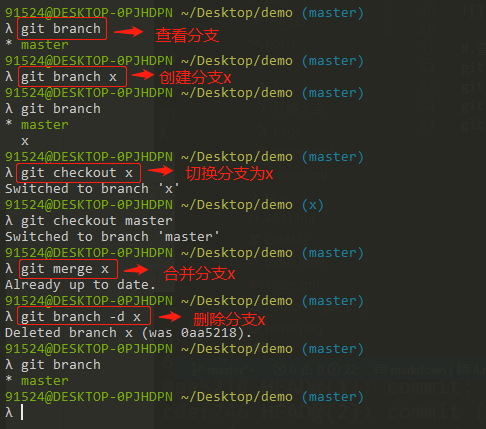 91524@DESKTOP-0PJHDPN ~/Desktop/demo (master)
λ git branch 查看分支
* master
91524@DESKTOP-0PJHDPN ~/Desktop/demo (master)
λ git branch x 创建分支x
91524@DESKTOP-0PJHDPN ~/Desktop/demo (master)
λ git branch
* master
x
91524@DESKTOP-0PJHDPN ~/Desktop/demo (master)
λ git checkout x 切换分支为x
Switched to branch 'x'
91524@DESKTOP-0PJHDPN ~/Desktop/demo (x)
λ git checkout master
Switched to branch 'master'
91524@DESKTOP-0PJHDPN ~/Desktop/demo (master)
λ git merge x 合并分支x
Already up to date.
91524@DESKTOP-0PJHDPN ~/Desktop/demo (master)
λ git branch -d x 删除分支x
Deleted branch x (was 0aa5218).
91524@DESKTOP-0PJHDPN ~/Desktop/demo (master)
λ git branch
* master
91524@DESKTOP-0PJHDPN ~/Desktop/demo (master)
λ